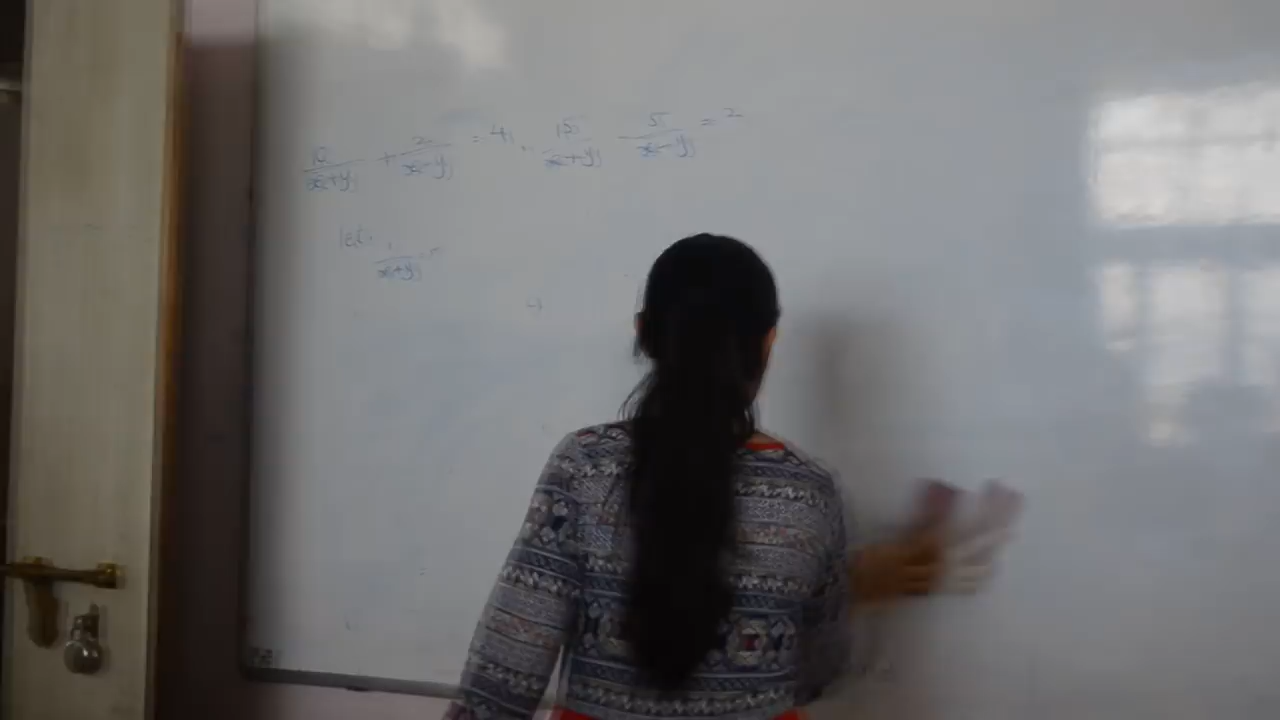 10/x+y + 2/x-y = 4, 15/x+y - 5/x-y = 2
let 1/x+y